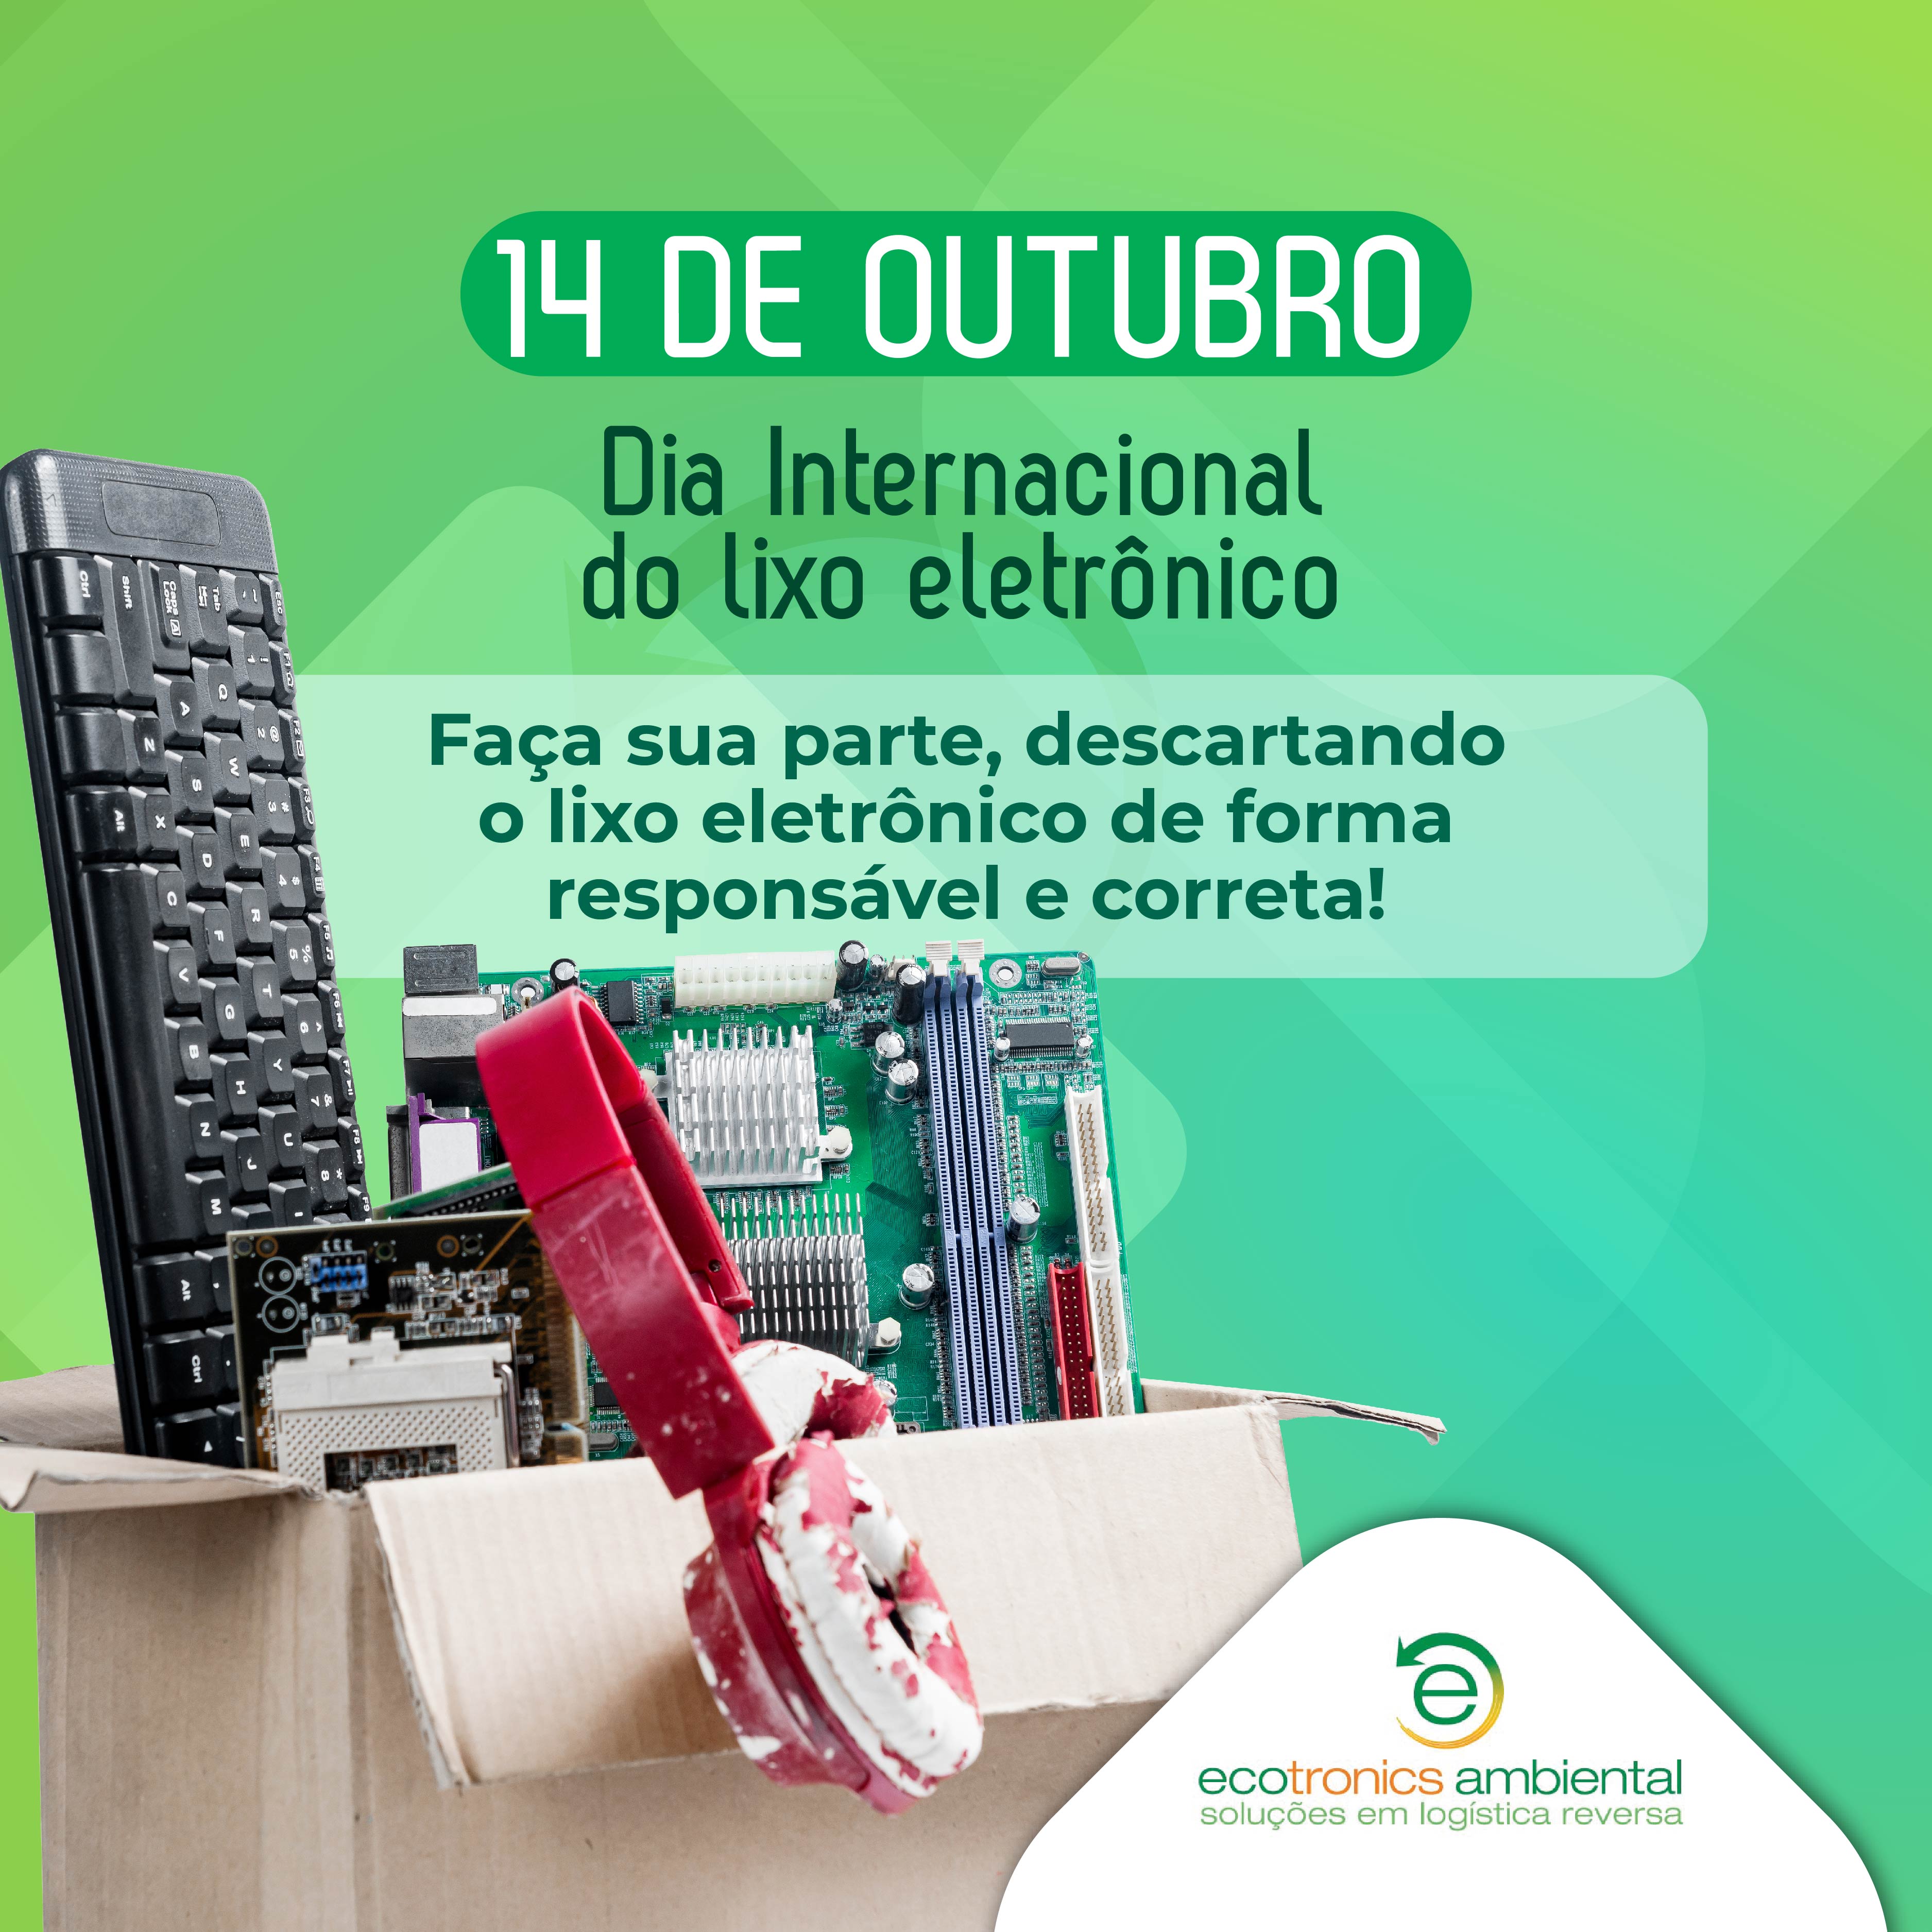 14 DE OUTUBRO
Dia Internacional
do lixo eletrônico
Faça sua parte, descartando
o lixo eletrônico de forma
responsável e correta!
e
ecotronics ambiental
soluções em logística reversa